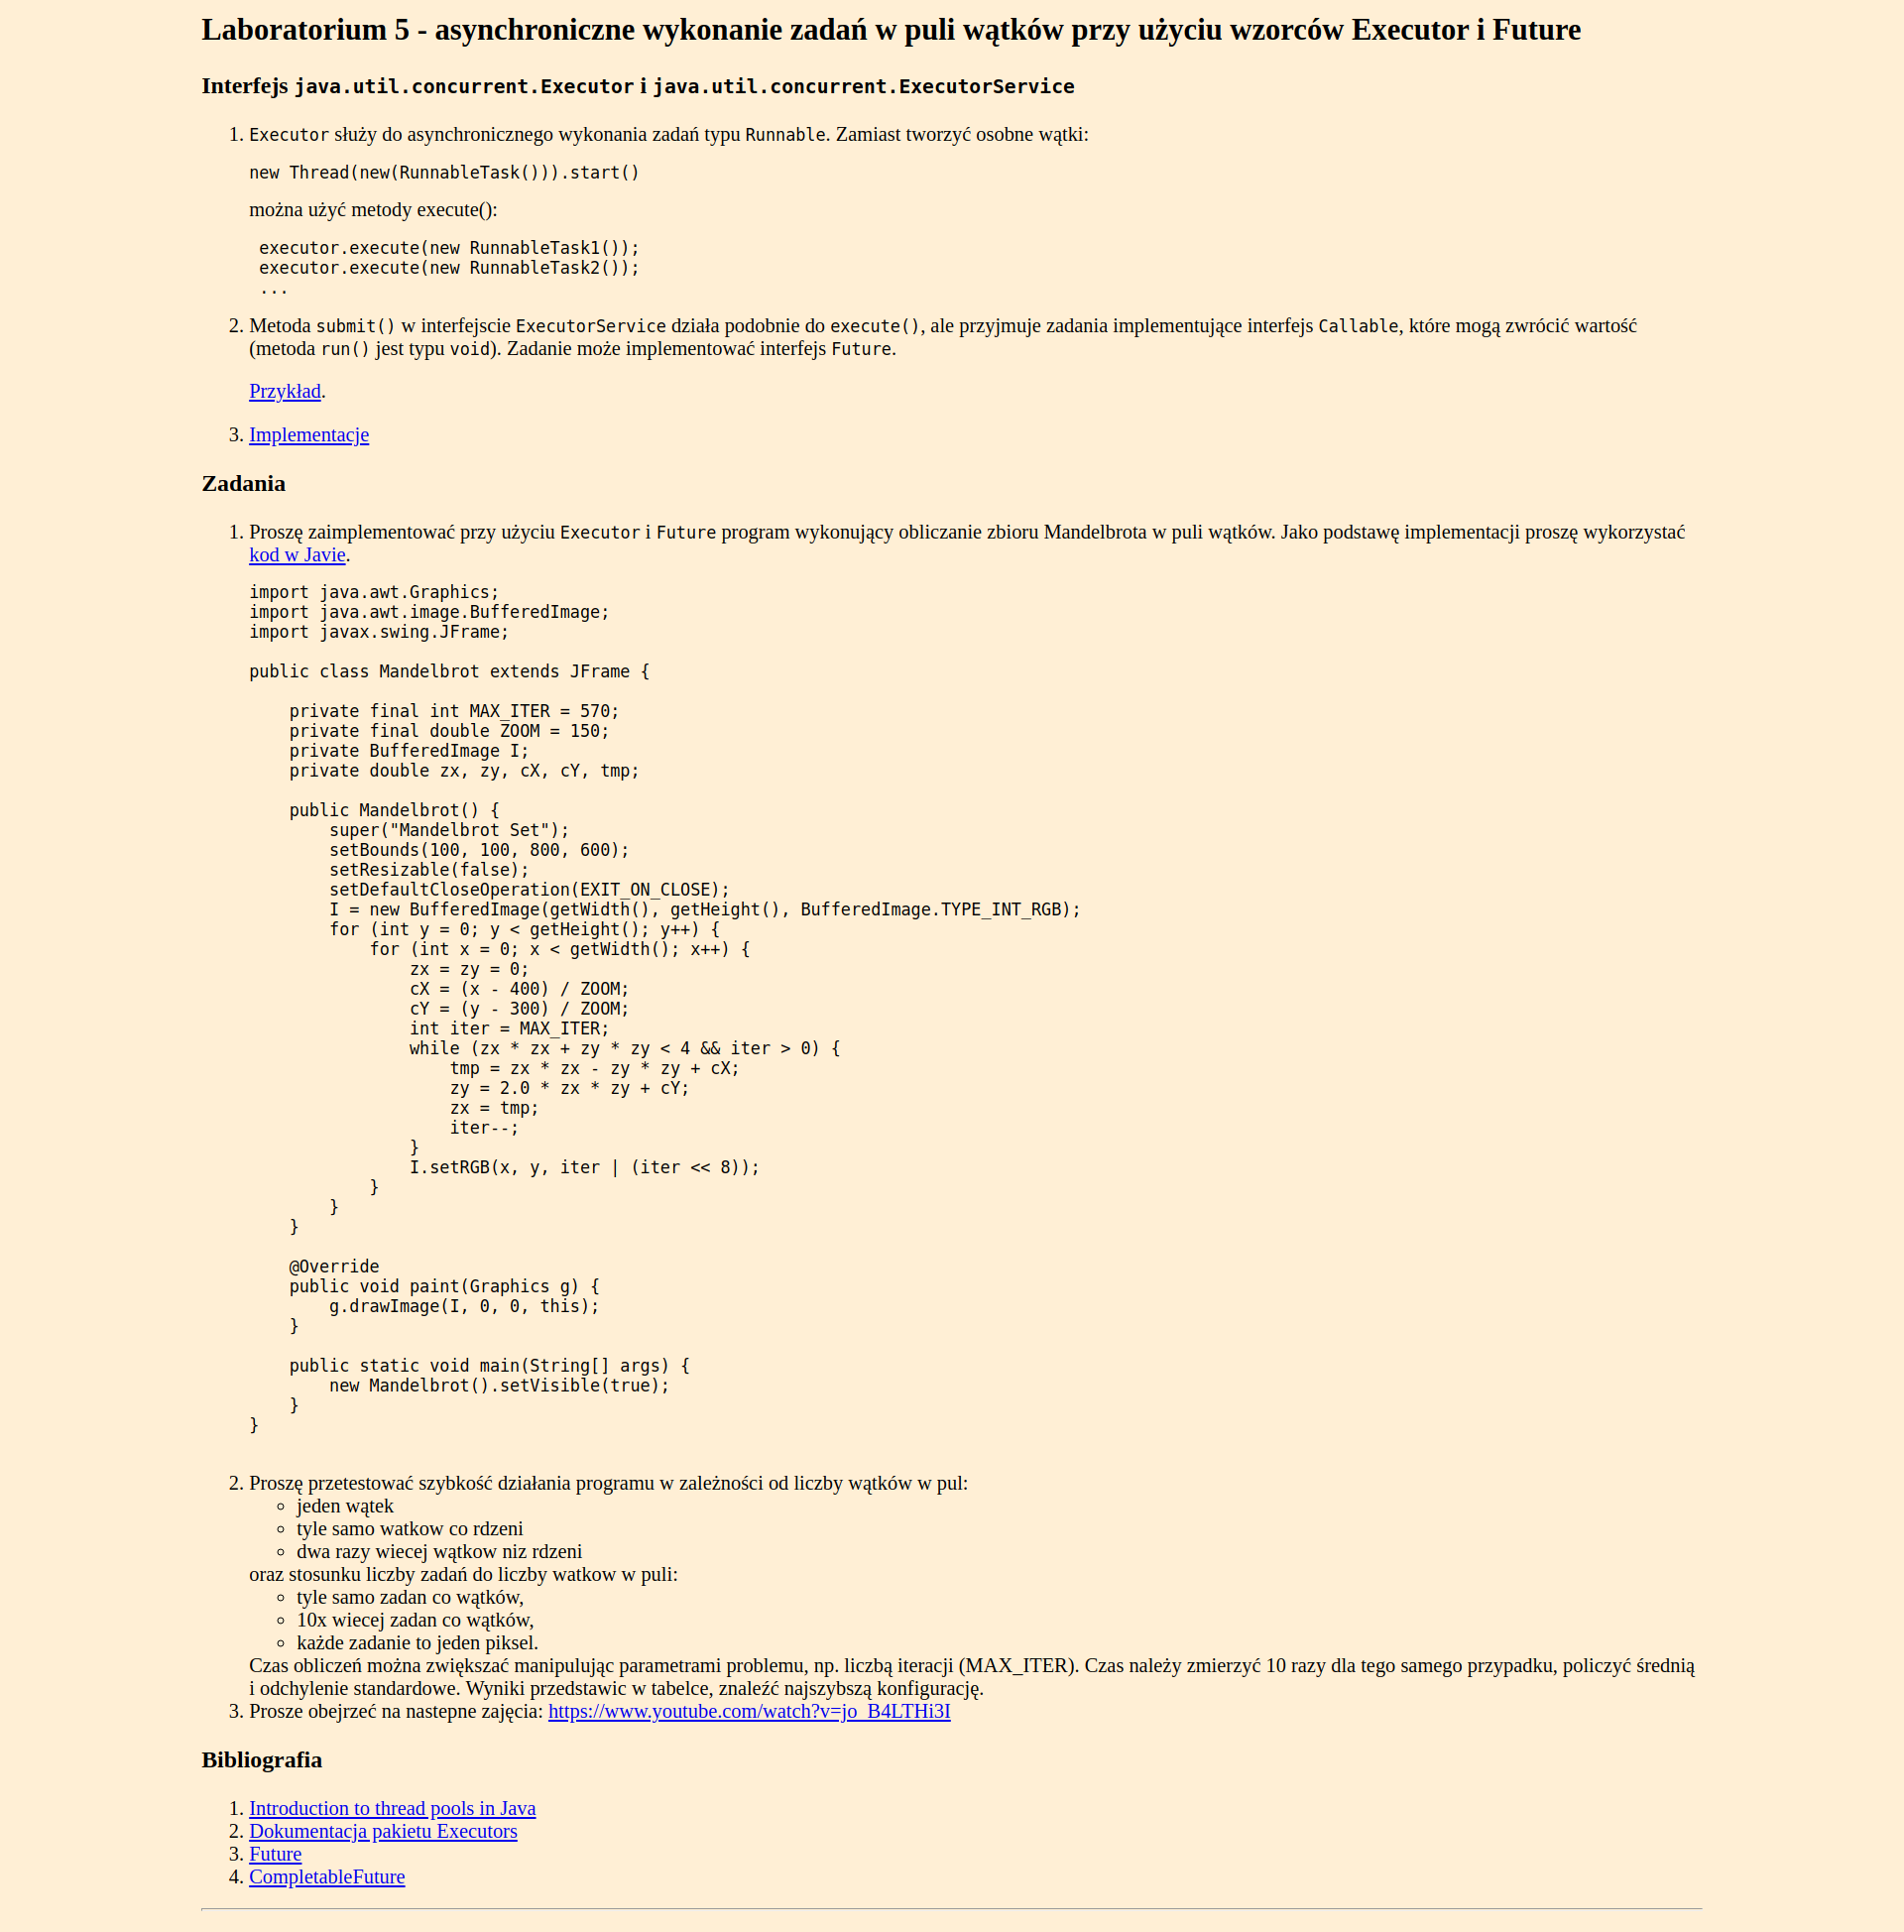 Laboratorium 5 - asynchroniczne wykonanie zadań w puli wątków przy użyciu wzorców Executor i Future
Interfejs java.util.concurrent.Executor i java.util.concurrent.ExecutorService
1. Executor służy do asynchronicznego wykonania zadań typu Runnable. Zamiast tworzyć osobne wątki:
new Thread(new(RunnableTask())).start()
można użyć metody execute():
executor.execute(new RunnableTask1());
executor.execute(new RunnableTask2());
...
2. Metoda submit() w interfejscie ExecutorService działa podobnie do execute(), ale przyjmuje zadania implementujące interfejs Callable, które mogą zwrócić wartość
(metoda run() jest typu void). Zadanie może implementować interfejs Future.
Przykład.
3. Implementacje
Zadania
1. Proszę zaimplementować przy użyciu Executor i Future program wykonujący obliczanie zbioru Mandelbrota w puli wątków. Jako podstawę implementacji proszę wykorzystać
kod w Javie.
import java.awt.Graphics;
import java.awt.image.BufferedImage;
import javax.swing.JFrame;
public class Mandelbrot extends JFrame {
    private final int MAX_ITER = 570;
    private final double ZOOM = 150;
    private BufferedImage I;
    private double zx, zy, cX, cY, tmp;
    public Mandelbrot() {
        super("Mandelbrot Set");
        setBounds(100, 100, 800, 600);
        setResizable(false);
        setDefaultCloseOperation(EXIT_ON_CLOSE);
        I = new BufferedImage(getWidth(), getHeight(), BufferedImage.TYPE_INT_RGB);
        for (int y = 0; y < getHeight(); y++) {
            for (int x = 0; x < getWidth(); x++) {
                zx = zy = 0;
                cX = (x - 400) / ZOOM;
                cY = (y - 300) / ZOOM;
                int iter = MAX_ITER;
                while (zx * zx + zy * zy < 4 && iter > 0) {
                    tmp = zx * zx - zy * zy + cX;
                    zy = 2.0 * zx * zy + cY;
                    zx = tmp;
                    iter--;
                }
                I.setRGB(x, y, iter | (iter << 8));
            }
        }
    }
    @Override
    public void paint(Graphics g) {
        g.drawImage(I, 0, 0, this);
    }
    public static void main(String[] args) {
        new Mandelbrot().setVisible(true);
    }
}
2. Proszę przetestować szybkość działania programu w zależności od liczby wątków w pul:
◦ jeden wątek
◦ tyle samo watkow co rdzeni
◦ dwa razy wiecej wątkow niz rdzeni
oraz stosunku liczby zadań do liczby watkow w puli:
◦ tyle samo zadan co wątków,
◦ 10x wiecej zadan co wątków,
◦ każde zadanie to jeden piksel.
Czas obliczeń można zwiększać manipulując parametrami problemu, np. liczbą iteracji (MAX_ITER). Czas należy zmierzyć 10 razy dla tego samego przypadku, policzyć średnią
i odchylenie standardowe. Wyniki przedstawic w tabelce, znaleźć najszybszą konfigurację.
3. Prosze obejrzeć na nastepne zajęcia: https://www.youtube.com/watch?v=jo_B4LTHi3I
Bibliografia
1. Introduction to thread pools in Java
2. Dokumentacja pakietu Executors
3. Future
4. CompletableFuture